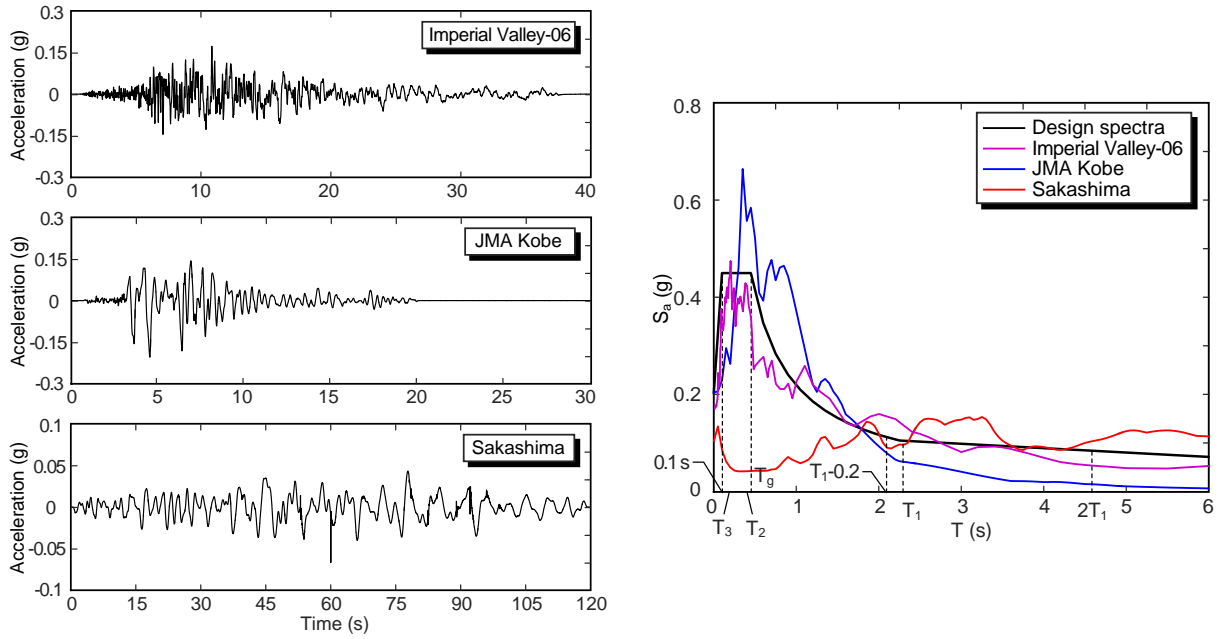 0.3
0.15
0
-0.15
-0.3
Acceleration (g)
Imperial Valley-06
0 10 20 30 40
0.3
0.15
0
-0.15
-0.3
Acceleration (g)
JMA Kobe
5 10 15 20 25 30
0.1
0.05
0
-0.05
-0.1
Acceleration (g)
Sakashima
0 15 30 45 60 75 90 105 120
Time (s)
0.8
0.6
0.4
0.2
0
Sa (g)
Design spectra
Imperial Valley-06
JMA Kobe
Sakashima
0.1 s
Tg
T1-0.2
0 1 2 3 4 5 6
T3 T2 T1 2T1
T (s)